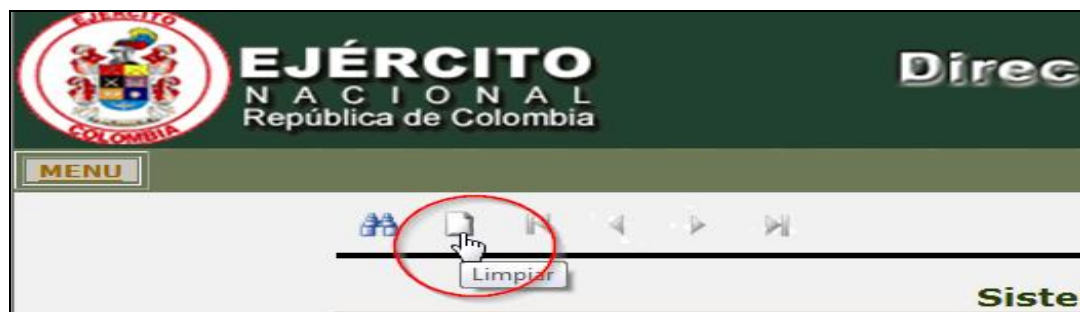 EJÉRCITO
COLOMBIA
EJÉRCITO
NACIONAL
República de Colombia
Direc
MENU
Limpiar
Siste